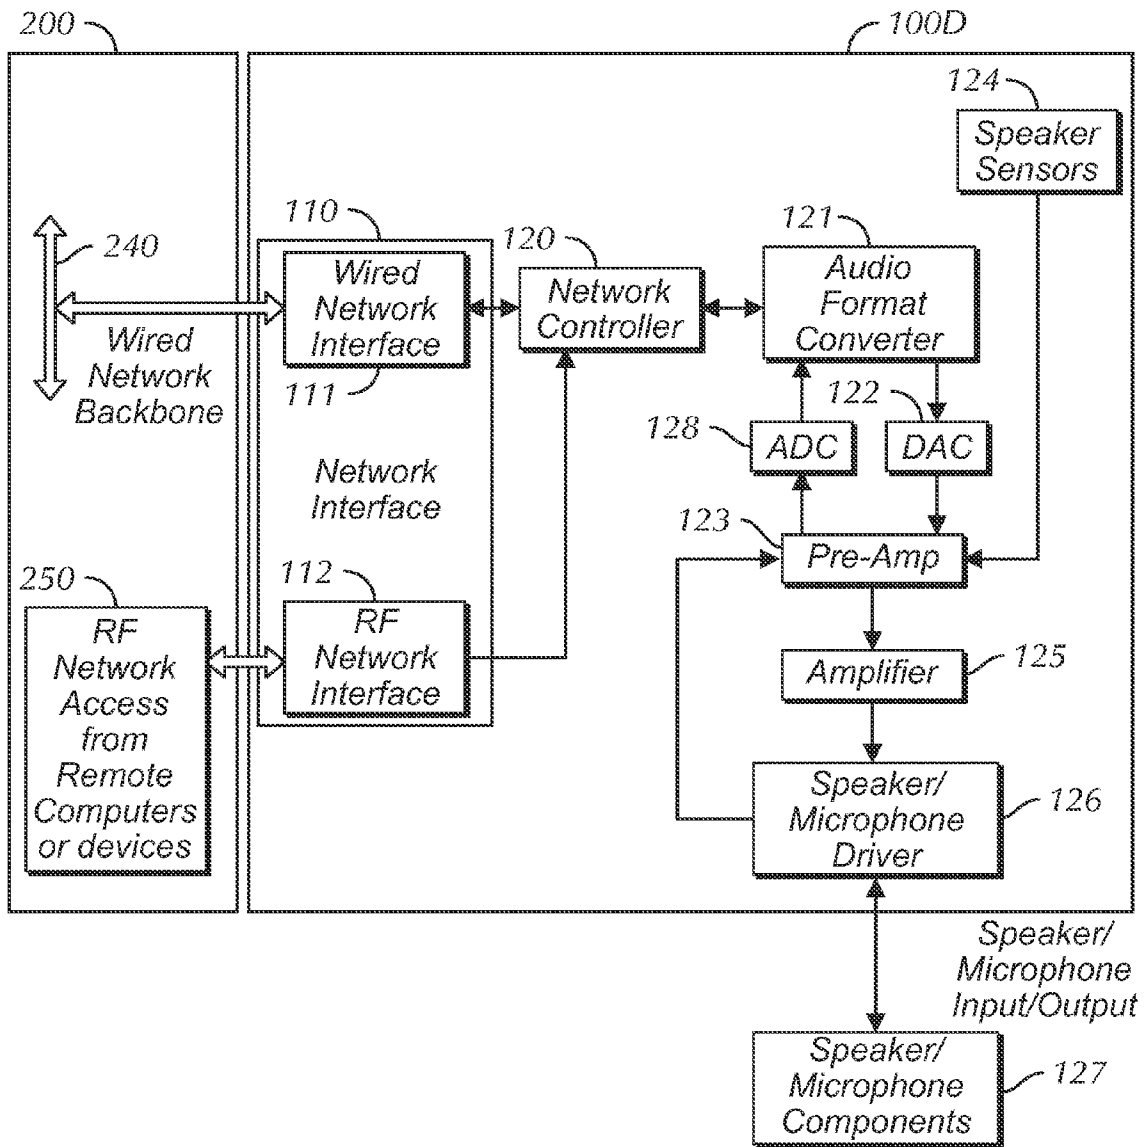 200
100D
124
Speaker
Sensors
110
120
121
240
Wired
Network
Interface
111
Network
Controller
Audio
Format
Converter
Wired
Network
Backbone
128
122
ADC
DAC
Network
Interface
123
Pre-Amp
250
112
RF
Network
Access
from
Remote
Computers
or devices
RF
Network
Interface
Amplifier
125
Speaker/
Microphone
Driver
126
Speaker/
Microphone
Input/Output
Speaker/
Microphone
Components
127